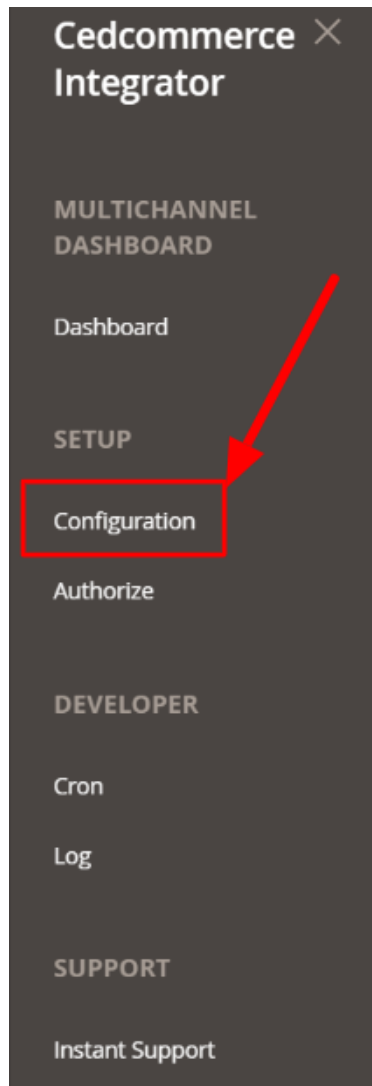 Cedcommerce
Integrator
MULTICHANNEL
DASHBOARD
Dashboard
SETUP
Configuration
Authorize
DEVELOPER
Cron
Log
SUPPORT
Instant Support